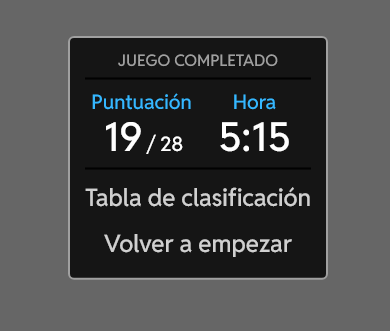 JUEGO COMPLETADO
Puntuación Hora
19 / 28 5:15
Tabla de clasificación
Volver a empezar